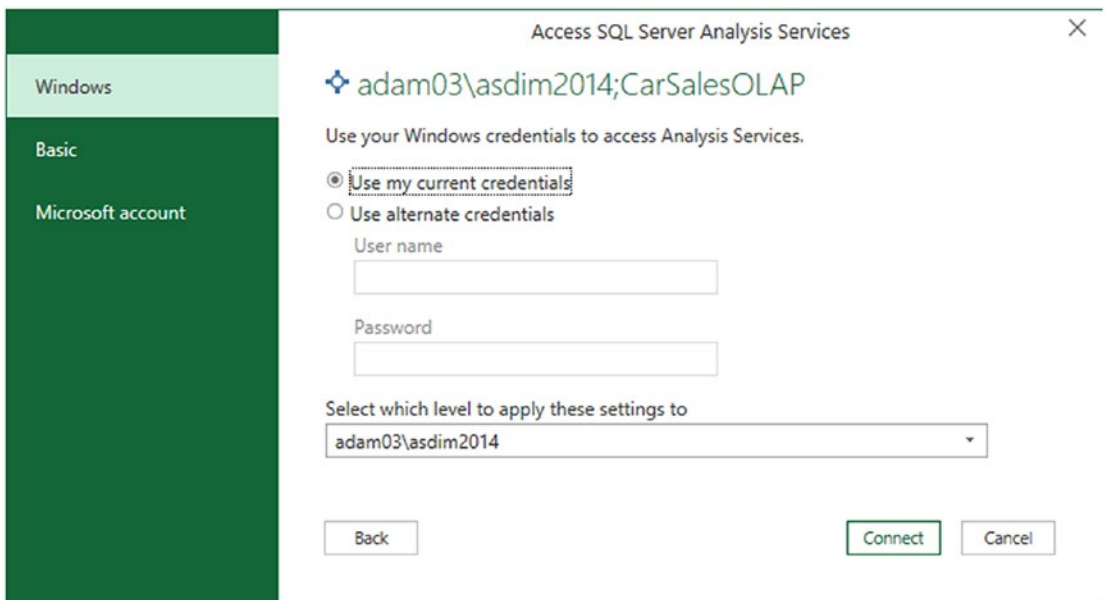 Access SQL Server Analysis Services
Windows
Basic
Microsoft account
adam03\asdim2014;CarSalesOLAP
Use your Windows credentials to access Analysis Services.
Use my current credentials
Use alternate credentials
User name
Password
Select which level to apply these settings to
adam03\asdim2014
Back
Connect
Cancel